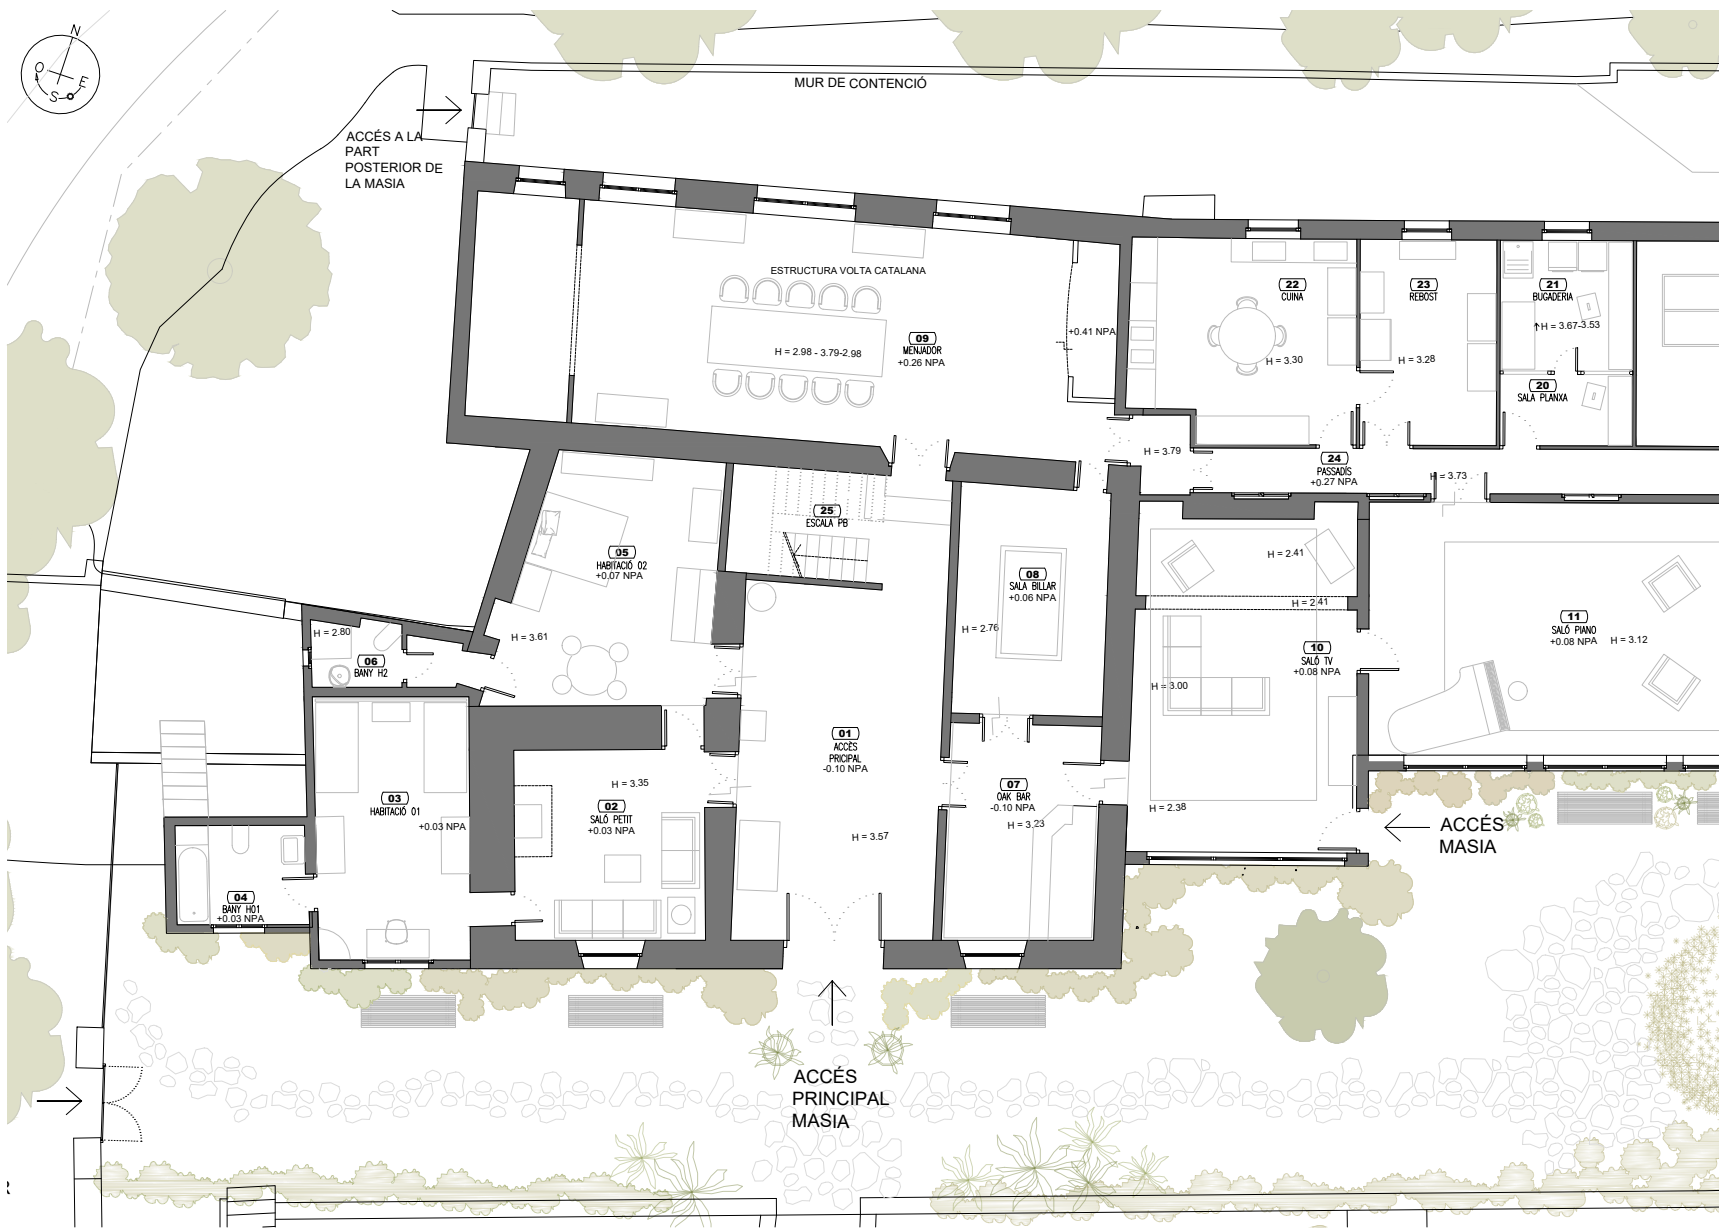 N
O
E
S
MUR DE CONTENCIÓ
ACCÉS A LA
PART
POSTERIOR DE
LA MASIA
ESTRUCTURA VOLTA CATALANA
H = 2.98 - 3.79-2.98
09
MENJADOR
+0.26 NPA
+0.41 NPA
22
CUINA
H = 3.30
23
REBOST
H = 3.28
21
BUGADERIA
H = 3.67-3.53
20
SALA PLANXA
H = 3.79
24
PASSADÍS
+0.27 NPA
H = 3.73
25
ESCALA PB
05
HABITACIÓ 02
+0.07 NPA
H = 3.61
H = 2.80
06
BANY H2
08
SALA BILLAR
+0.06 NPA
H = 2.76
H = 2.41
H = 2.41
10
SALÓ TV
+0.08 NPA
H = 3.00
11
SALÓ PIANO
+0.08 NPA
H = 3.12
01
ACCÈS
PRICIPAL
-0.10 NPA
H = 3.57
07
OAK BAR
-0.10 NPA
H = 3.23
H = 2.38
H = 3.35
02
SALÓ PETIT
+0.03 NPA
03
HABITACIÓ 01
+0.03 NPA
04
BANY H01
+0.03 NPA
ACCÉS
MASIA
ACCÉS
PRINCIPAL
MASIA